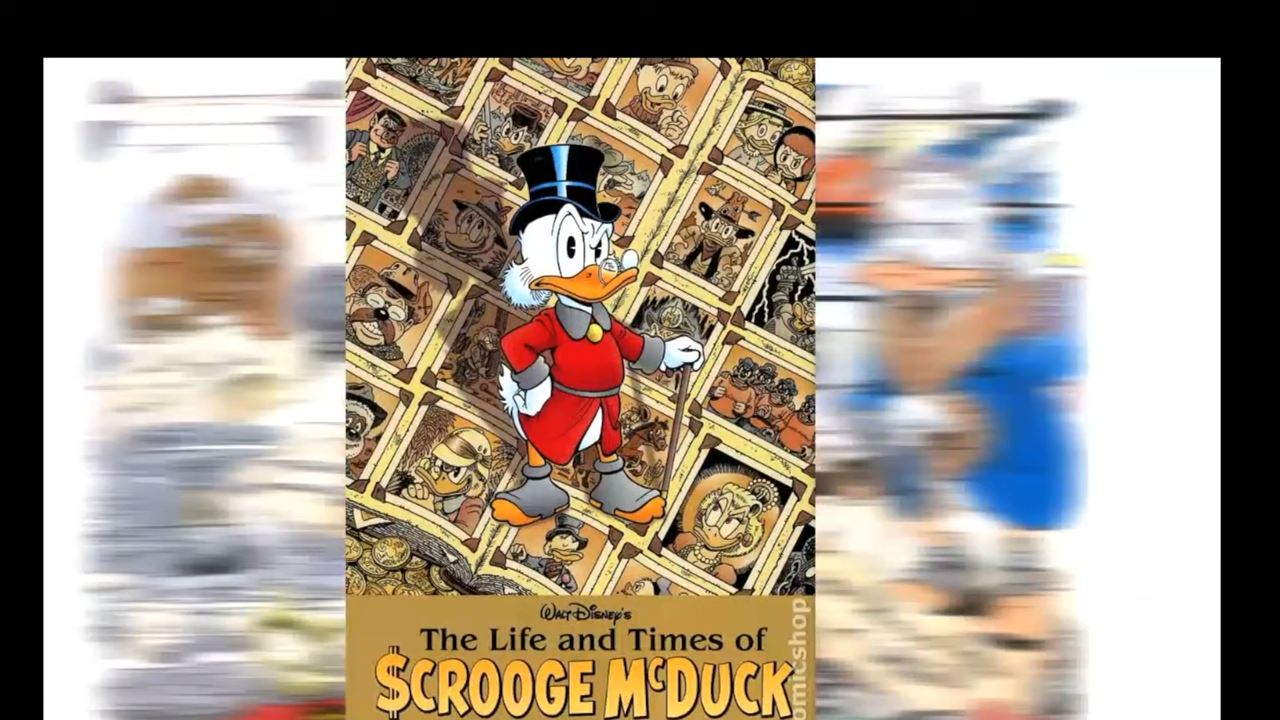 WALT DISNEY'S
The Life and Times of
$CROOGE McDUCK
omicshop